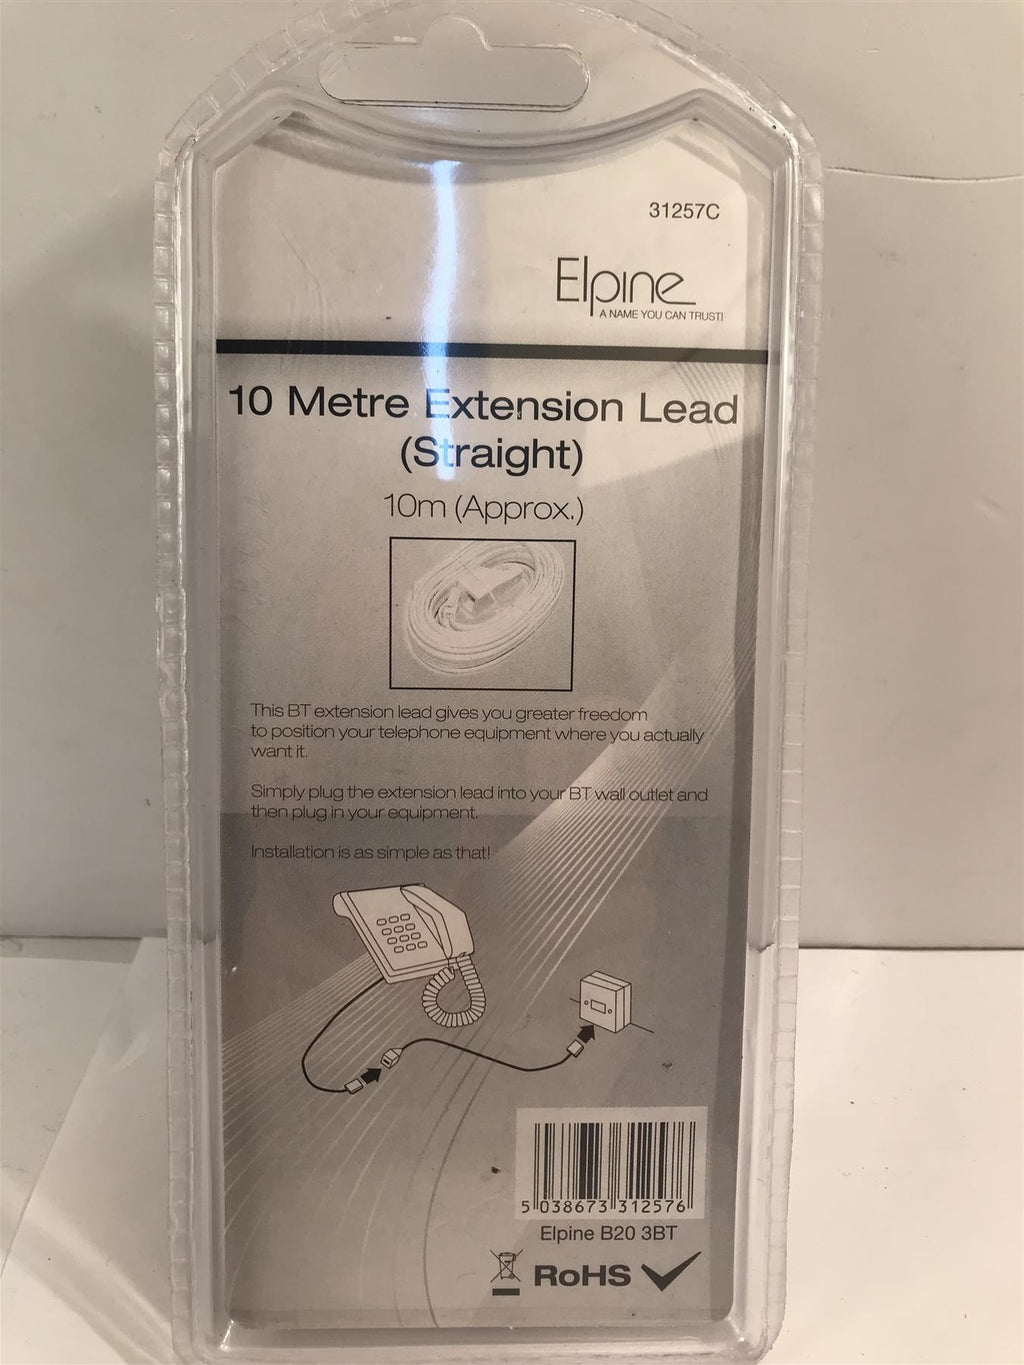 31257C
Elpine
A NAME YOU CAN TRUST!
10 Metre Extension Lead
(Straight)
10m (Approx.)
This BT extension lead gives you greater freedom
to position your telephone equipment where you actually
want it.
Simply plug the extension lead into your BT wall outlet and
then plug in your equipment.
Installation is as simple as that!
5 038673 312576
Elpine B20 3BT
RoHS